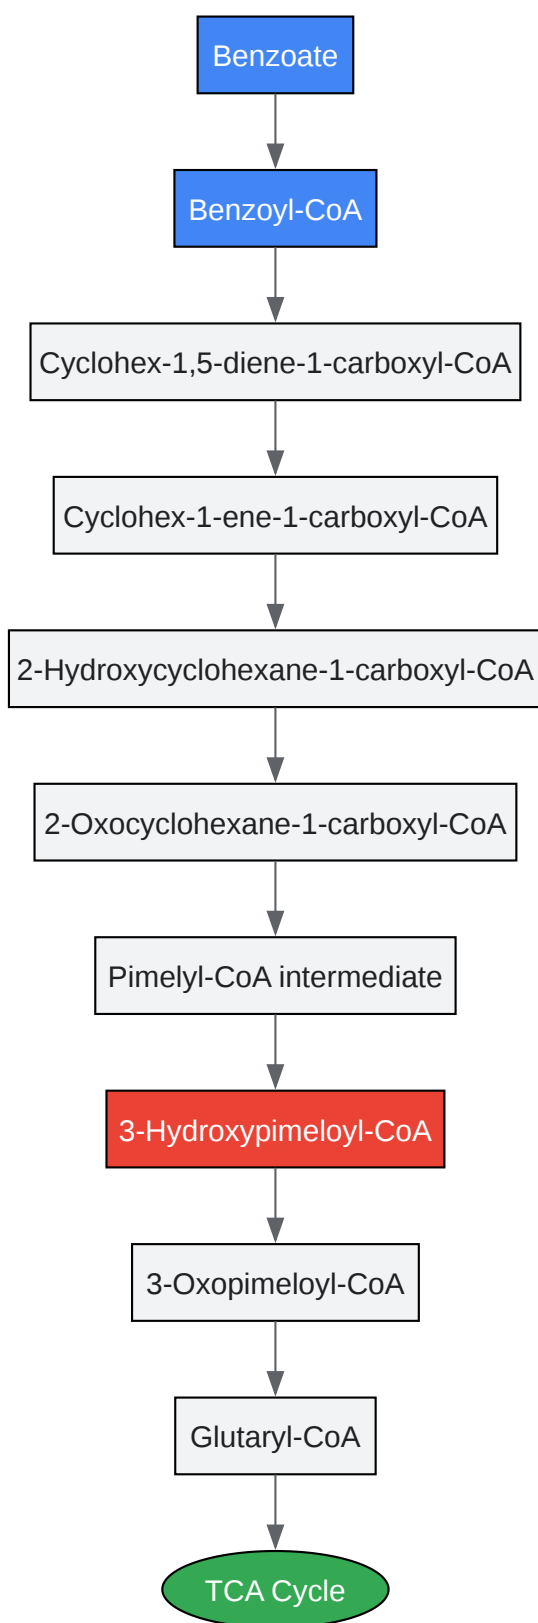 Benzoate
Benzoyl-CoA
Cyclohex-1,5-diene-1-carboxyl-CoA
Cyclohex-1-ene-1-carboxyl-CoA
2-Hydroxycyclohexane-1-carboxyl-CoA
2-Oxocyclohexane-1-carboxyl-CoA
Pimelyl-CoA intermediate
3-Hydroxypimeloyl-CoA
3-Oxopimeloyl-CoA
Glutaryl-CoA
TCA Cycle